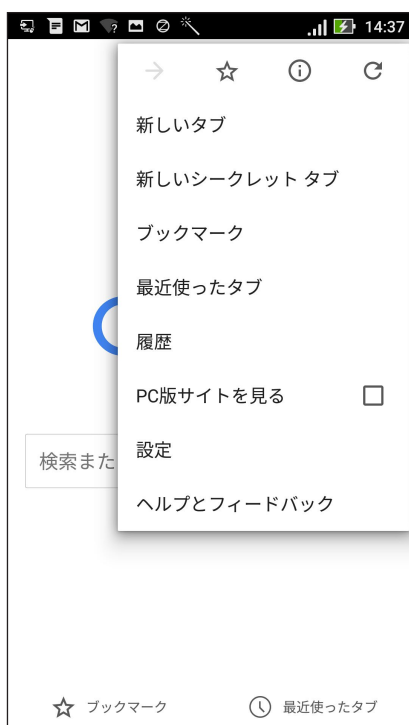 14:37
新しいタブ
新しいシークレット タブ
ブックマーク
最近使ったタブ
履歴
PC版サイトを見る
検索また
設定
ヘルプとフィードバック
ブックマーク
最近使ったタブ